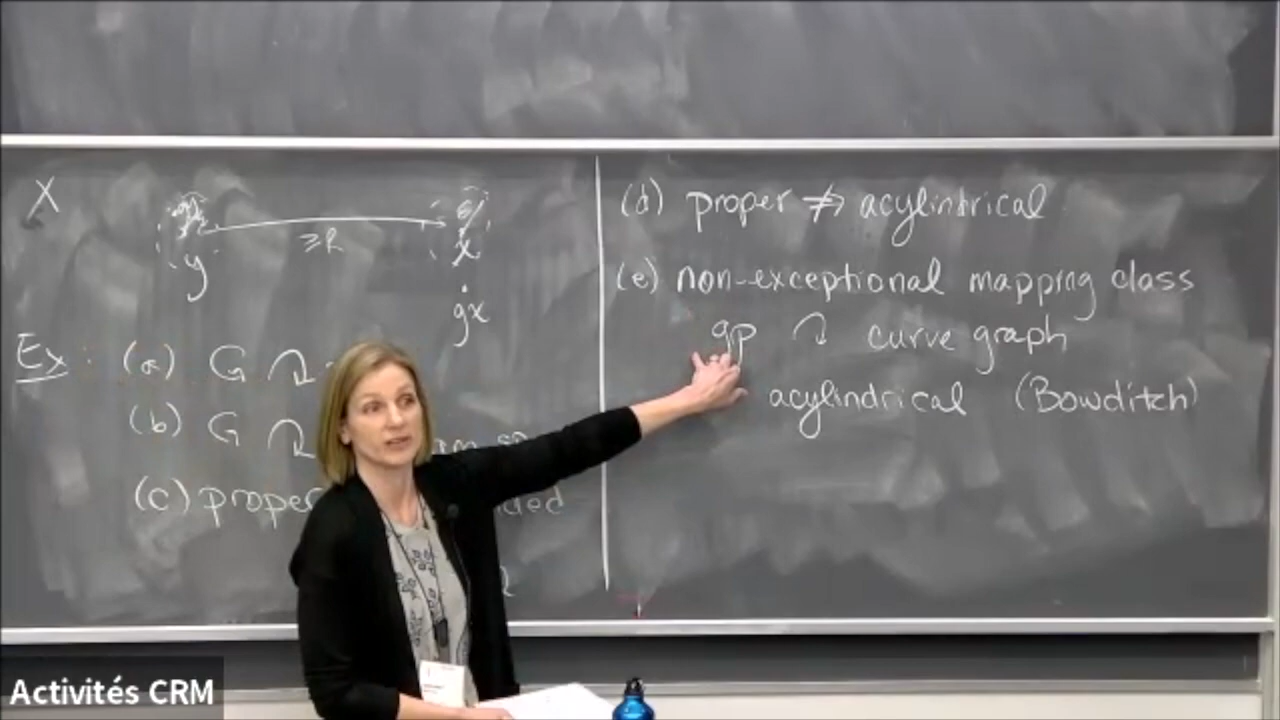 X
y ≥R x
gx
Ex: (a) G ↷
(b) G ↷
(c) proper
(d) proper ⇏ acylindrical
(e) non-exceptional mapping class
gp ↷ curve graph
acylindrical (Bowditch)
Activités CRM